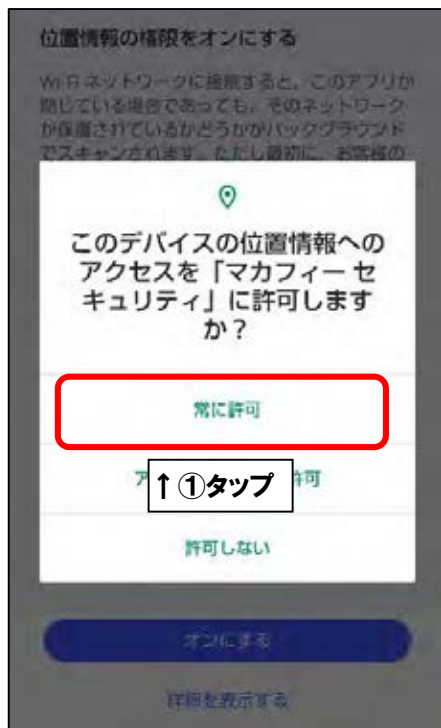 位置情報の権限をオンにする
Wi-Fi ネットワークに接続すると、このアプリが
閉じている場合であっても、そのネットワーク
が保護されているかどうかがバックグラウンド
でスキャンされます。ただし最初に、お客様の
このデバイスの位置情報への
アクセスを「マカフィー セ
キュリティ」に許可します
か？
常に許可
ア
↑①タップ
許可
許可しない
オンにする
詳細を表示する